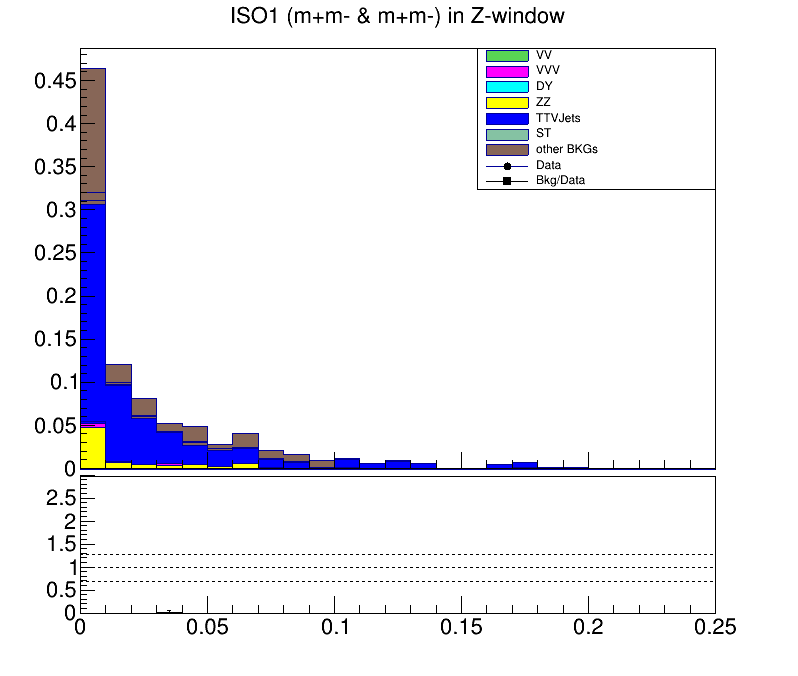 ISO1 (m+m- & m+m-) in Z-window
VV
VVV
DY
ZZ
TTVJets
ST
other BKGs
Data
Bkg/Data
0.45
0.4
0.35
0.3
0.25
0.2
0.15
0.1
0.05
0
2.5
2
1.5
1
0.5
0
0 0.05 0.1 0.15 0.2 0.25